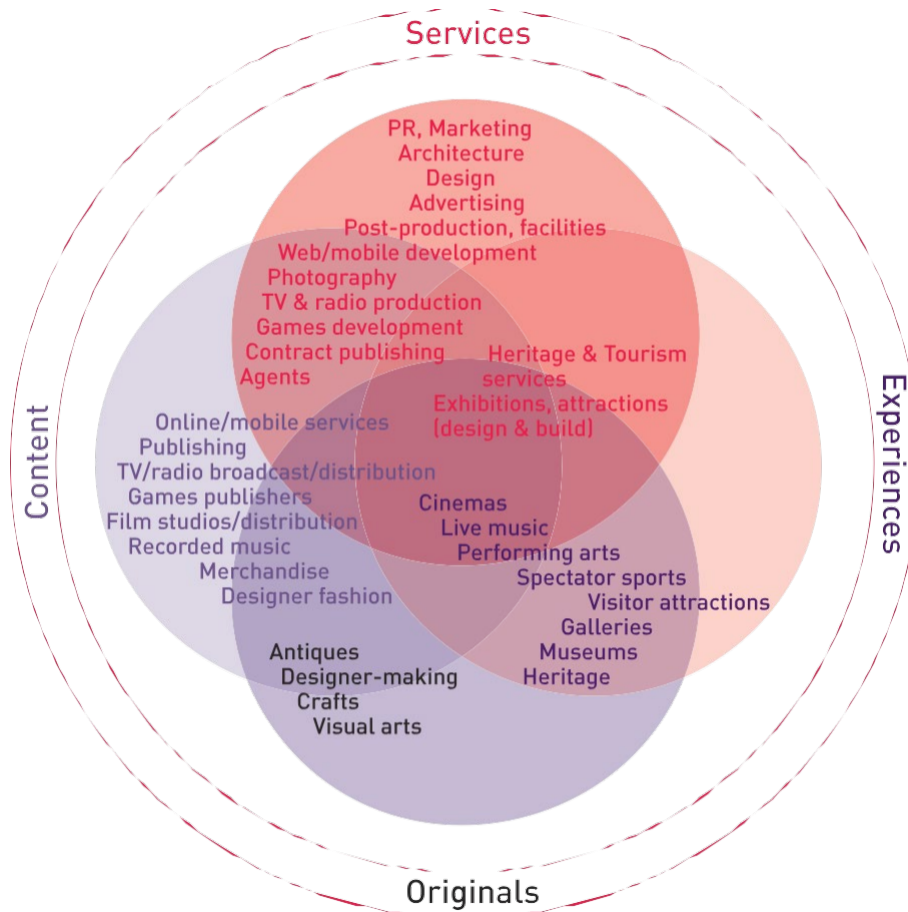 Services
PR, Marketing
Architecture
Design
Advertising
Post-production, facilities
Web/mobile development
Photography
TV & radio production
Games development
Contract publishing
Agents
Heritage & Tourism
services
Exhibitions, attractions
(design & build)
Content
Online/mobile services
Publishing
TV/radio broadcast/distribution
Games publishers
Film studios/distribution
Recorded music
Merchandise
Designer fashion
Experiences
Cinemas
Live music
Performing arts
Spectator sports
Visitor attractions
Galleries
Museums
Heritage
Antiques
Designer-making
Crafts
Visual arts
Originals